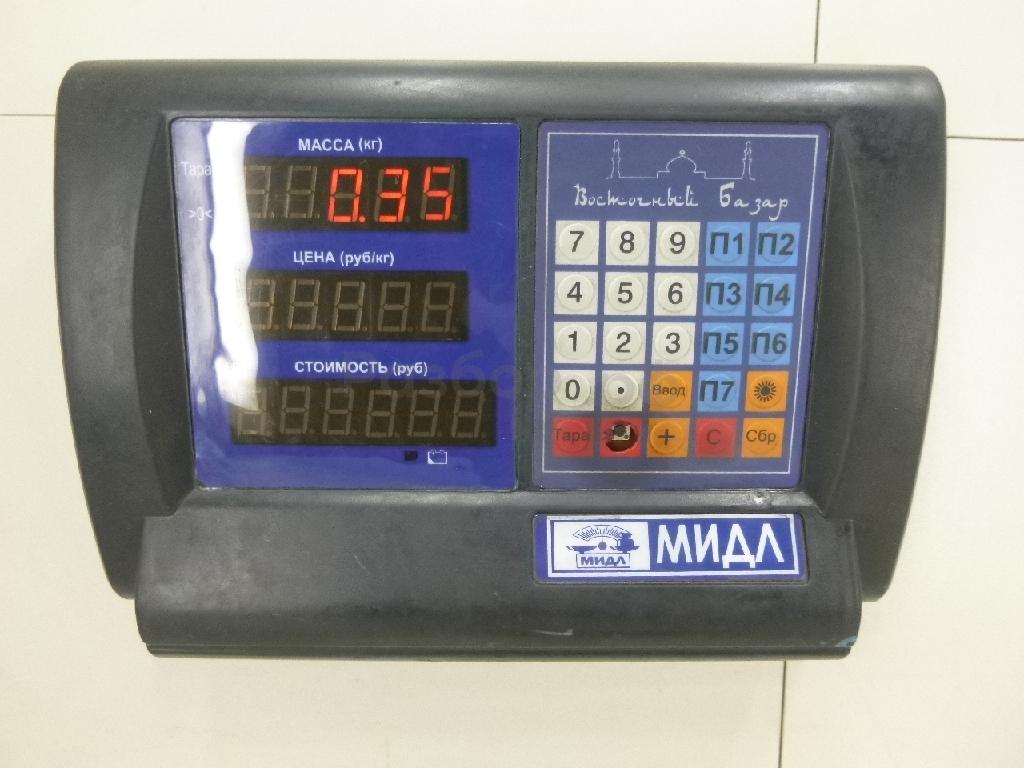 МАССА (кг)
Тара
0.35
>0<
ЦЕНА (руб/кг)
СТОИМОСТЬ (руб)
Восточный Базар
7 8 9 П1 П2
4 5 6 П3 П4
1 2 3 П5 П6
0 • Ввод П7
Тара + С Сбр
МИДЛ
МИДЛ